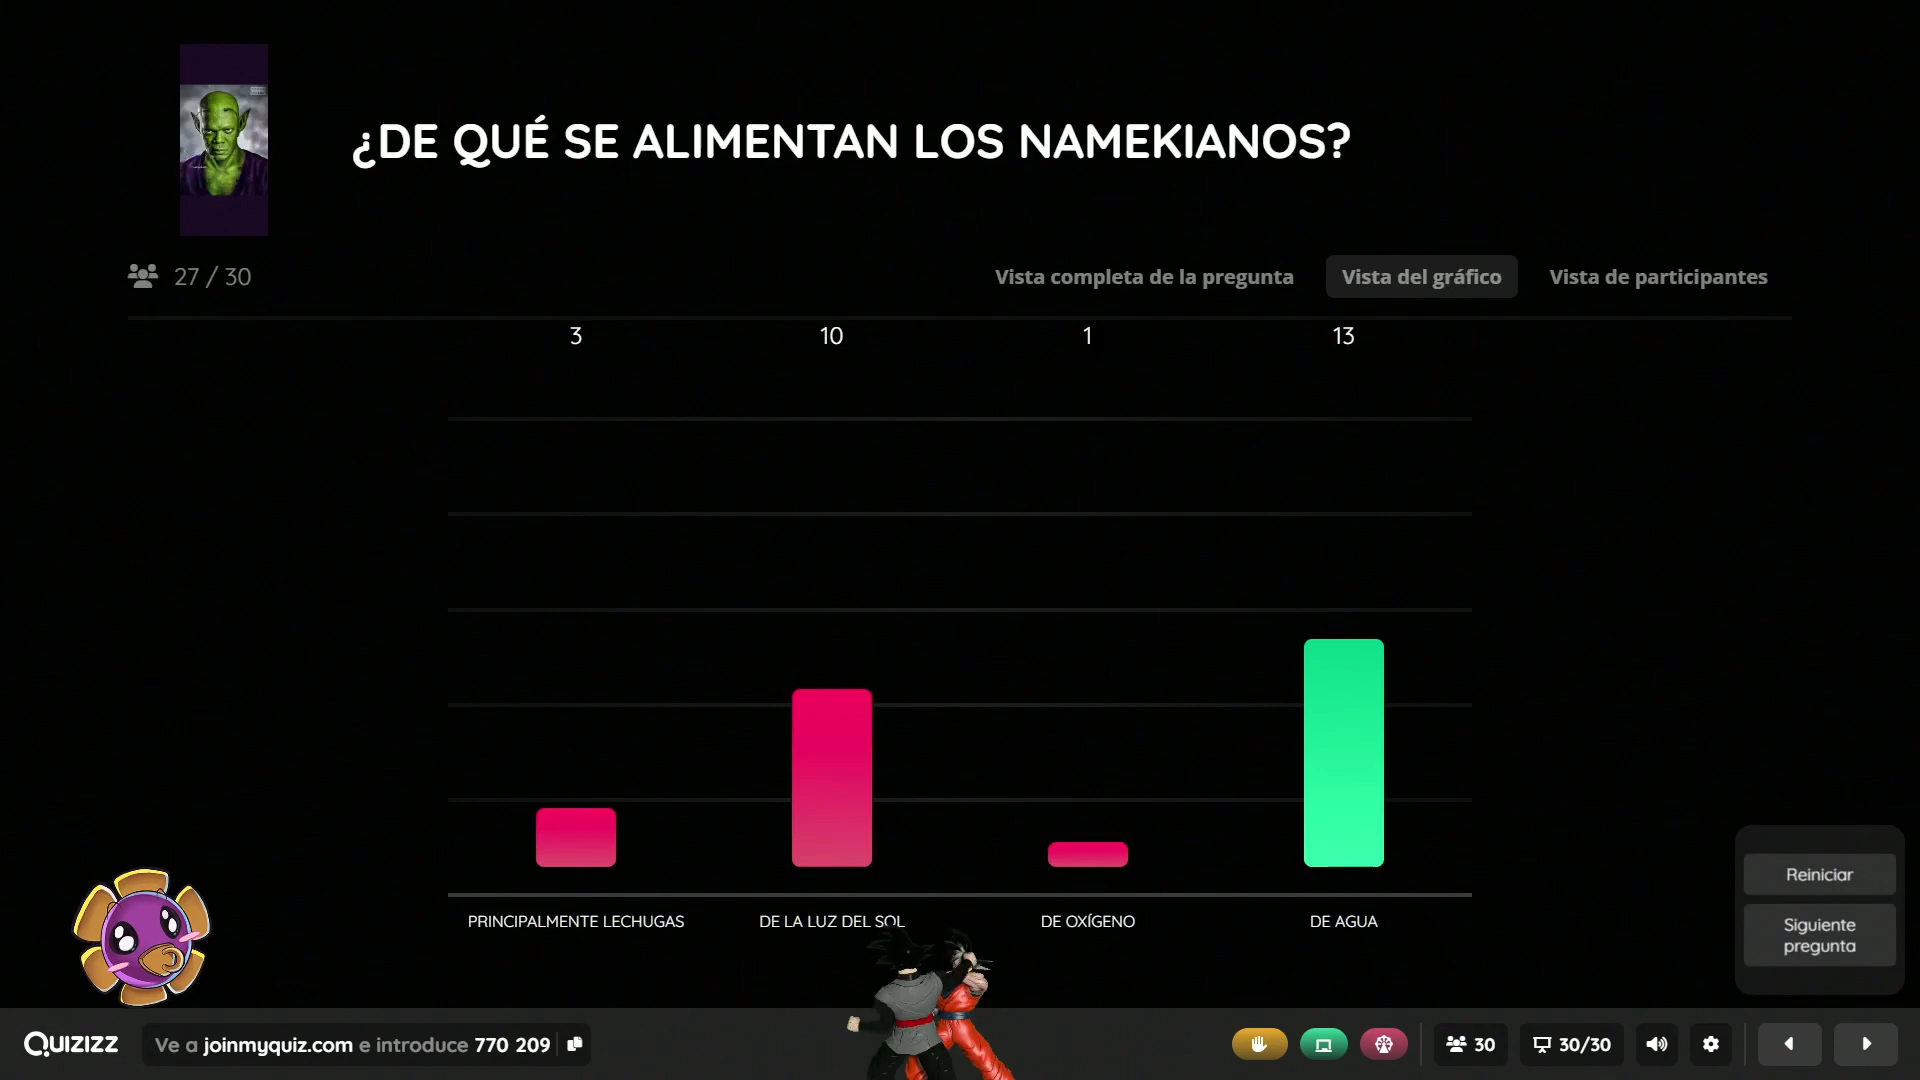 ¿DE QUÉ SE ALIMENTAN LOS NAMEKIANOS?
27 / 30
Vista completa de la pregunta
Vista del gráfico
Vista de participantes
3
10
1
13
PRINCIPALMENTE LECHUGAS
DE LA LUZ DEL SOL
DE OXÍGENO
DE AGUA
Reiniciar
Siguiente
pregunta
QUIZIZZ
Ve a joinmyquiz.com e introduce 770 209
30
30/30